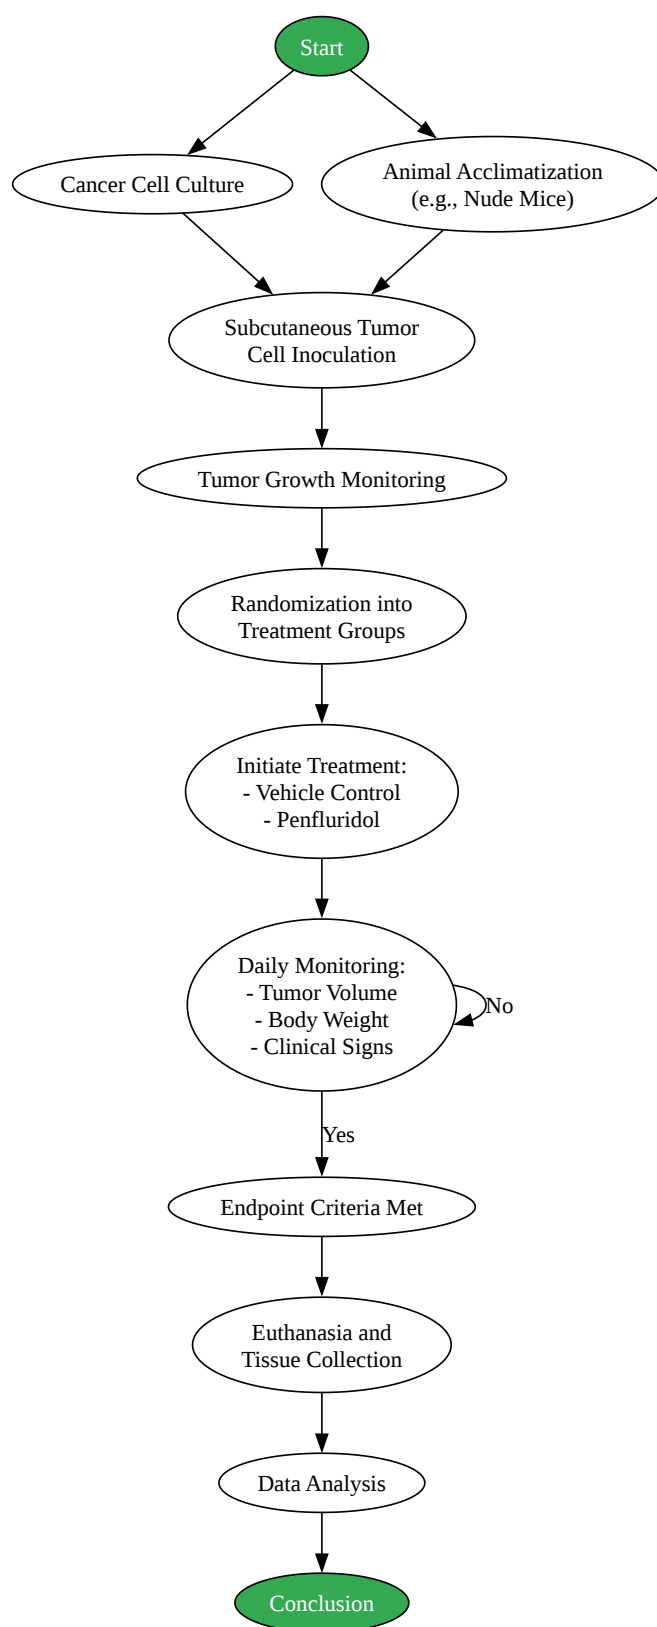 Start
Cancer Cell Culture
Animal Acclimatization
(e.g., Nude Mice)
Subcutaneous Tumor
Cell Inoculation
Tumor Growth Monitoring
Randomization into
Treatment Groups
Initiate Treatment:
- Vehicle Control
- Penfluridol
Daily Monitoring:
- Tumor Volume
- Body Weight
- Clinical Signs
No
Yes
Endpoint Criteria Met
Euthanasia and
Tissue Collection
Data Analysis
Conclusion